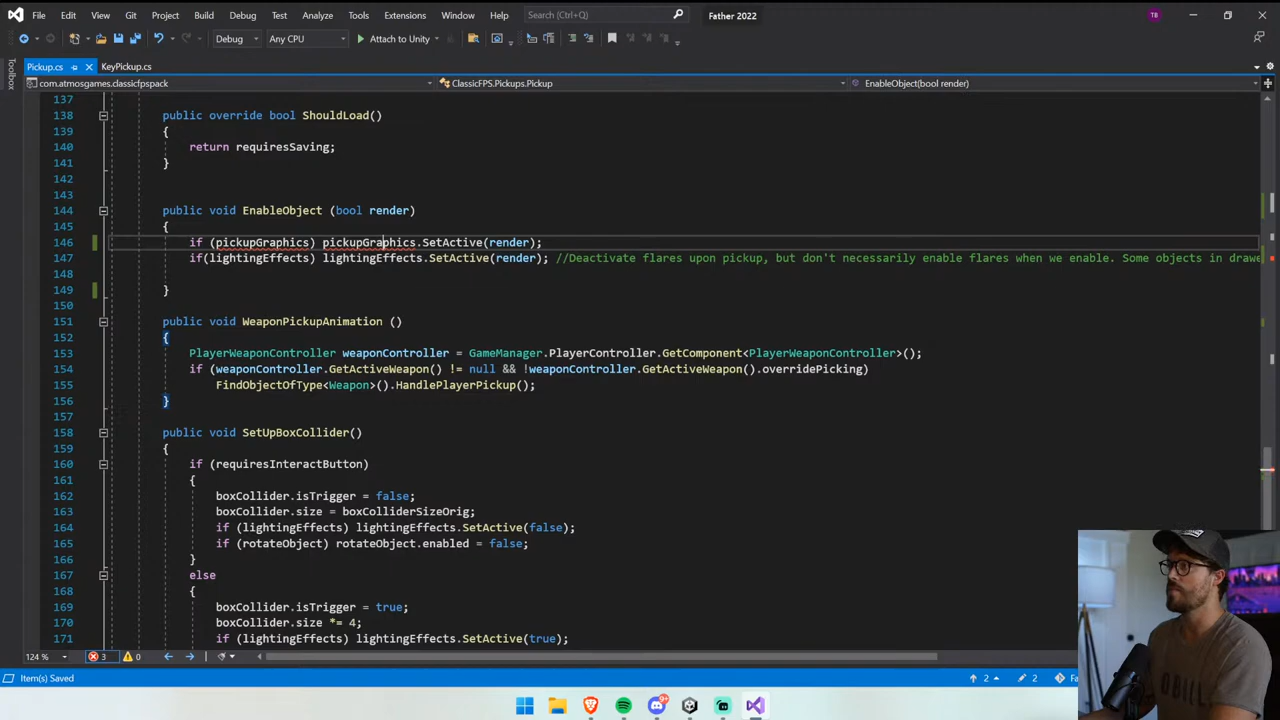 File Edit View Git Project Build Debug Test Analyze Tools Extensions Window Help Search (Ctrl+Q) Father 2022 TB
Debug Any CPU Attach to Unity
Toolbox
Pickup.cs KeyPickup.cs
com.atmosgames.classicfpspack ClassicFPS.Pickups.Pickup EnableObject(bool render)
137
138 public override bool ShouldLoad()
139 {
140 return requiresSaving;
141 }
142
143
144 public void EnableObject (bool render)
145 {
146 if (pickupGraphics) pickupGraphics.SetActive(render);
147 if(lightingEffects) lightingEffects.SetActive(render); //Deactivate flares upon pickup, but don't necessarily enable flares when we enable. Some objects in drawe
148
149 }
150
151 public void WeaponPickupAnimation ()
152 {
153 PlayerWeaponController weaponController = GameManager.PlayerController.GetComponent<PlayerWeaponController>();
154 if (weaponController.GetActiveWeapon() != null && !weaponController.GetActiveWeapon().overridePicking)
155 FindObjectOfType<Weapon>().HandlePlayerPickup();
156 }
157
158 public void SetUpBoxCollider()
159 {
160 if (requiresInteractButton)
161 {
162 boxCollider.isTrigger = false;
163 boxCollider.size = boxColliderSizeOrig;
164 if (lightingEffects) lightingEffects.SetActive(false);
165 if (rotateObject) rotateObject.enabled = false;
166 }
167 else
168 {
169 boxCollider.isTrigger = true;
170 boxCollider.size *= 4;
171 if (lightingEffects) lightingEffects.SetActive(true);
124 % 3 0
Item(s) Saved 2 2 Fa